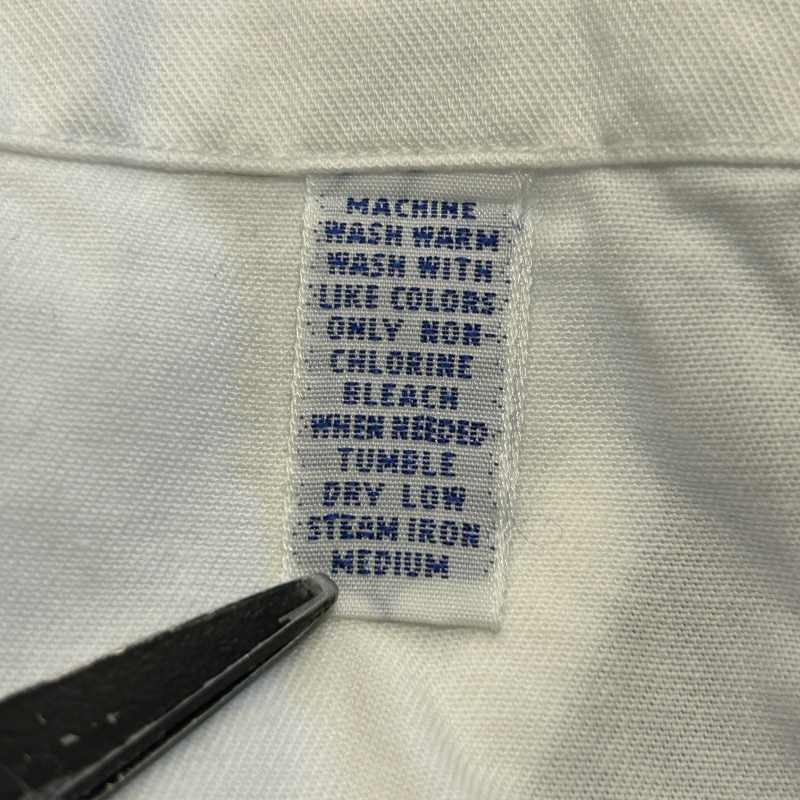 MACHINE
WASH WARM
WASH WITH
LIKE COLORS
ONLY NON-
CHLORINE
BLEACH
WHEN NEEDED
TUMBLE
DRY LOW
STEAM IRON
MEDIUM